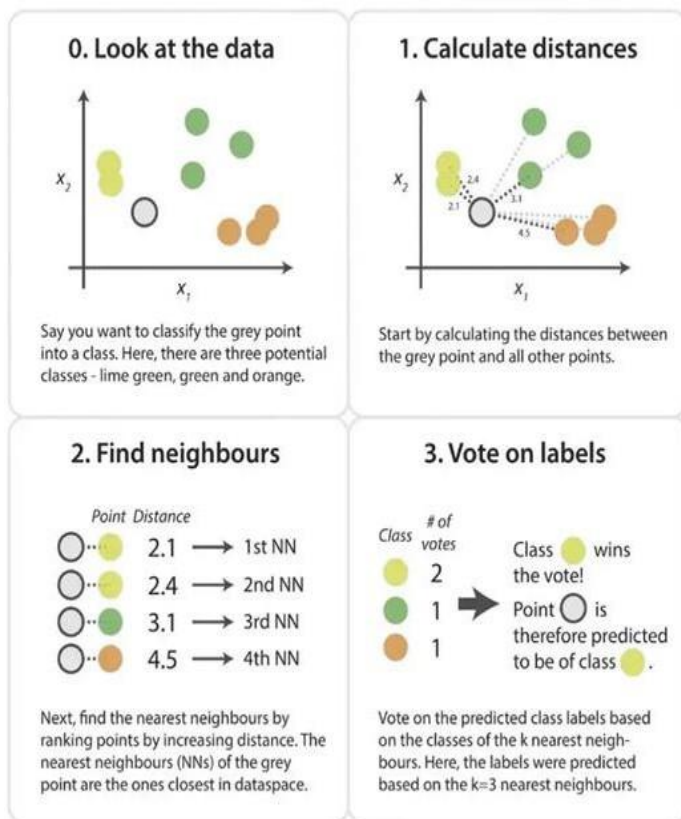 0. Look at the data
X2
X1
Say you want to classify the grey point
into a class. Here, there are three potential
classes - lime green, green and orange.
1. Calculate distances
X2
2.4
2.1
3.1
4.5
X1
Start by calculating the distances between
the grey point and all other points.
2. Find neighbours
Point Distance
2.1 → 1st NN
2.4 → 2nd NN
3.1 → 3rd NN
4.5 → 4th NN
Next, find the nearest neighbours by
ranking points by increasing distance. The
nearest neighbours (NNs) of the grey
point are the ones closest in dataspace.
3. Vote on labels
Class # of votes
2
1
1
Class wins
the vote!
Point is
therefore predicted
to be of class .
Vote on the predicted class labels based
on the classes of the k nearest neigh-
bours. Here, the labels were predicted
based on the k=3 nearest neighbours.